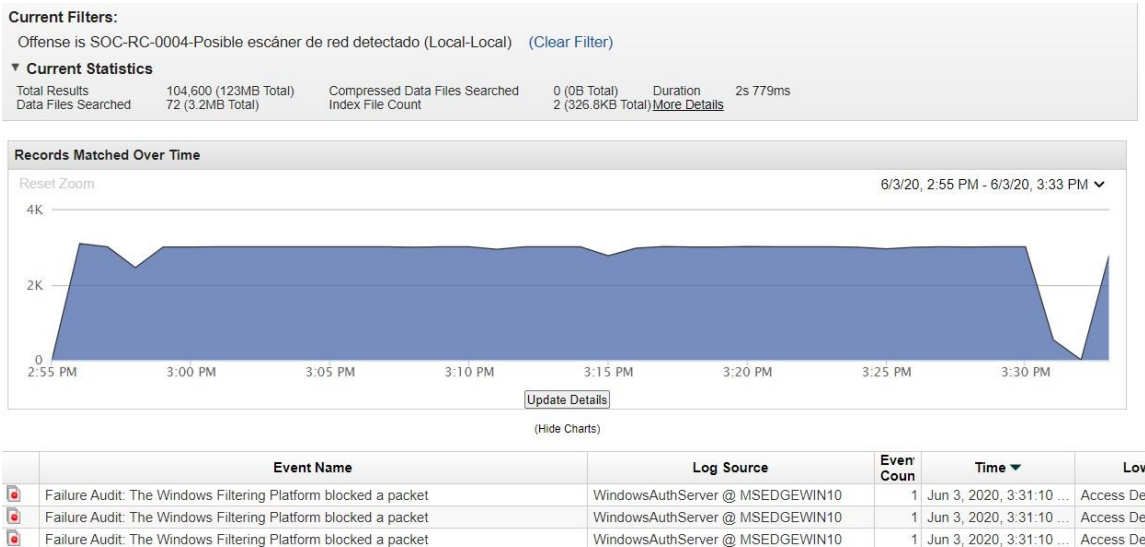 Current Filters:
Offense is SOC-RC-0004-Posible escáner de red detectado (Local-Local) (Clear Filter)
▼ Current Statistics
Total Results 104,600 (123MB Total) Compressed Data Files Searched 0 (0B Total) Duration 2s 779ms
Data Files Searched 72 (3.2MB Total) Index File Count 2 (326.8KB Total) More Details
Records Matched Over Time
Reset Zoom 6/3/20, 2:55 PM - 6/3/20, 3:33 PM
4K
2K
0
2:55 PM 3:00 PM 3:05 PM 3:10 PM 3:15 PM 3:20 PM 3:25 PM 3:30 PM
Update Details
(Hide Charts)
Event Name Log Source Even Coun Time ▼ Lov
Failure Audit: The Windows Filtering Platform blocked a packet WindowsAuthServer @ MSEDGEWIN10 1 Jun 3, 2020, 3:31:10 ... Access De
Failure Audit: The Windows Filtering Platform blocked a packet WindowsAuthServer @ MSEDGEWIN10 1 Jun 3, 2020, 3:31:10 ... Access De
Failure Audit: The Windows Filtering Platform blocked a packet WindowsAuthServer @ MSEDGEWIN10 1 Jun 3, 2020, 3:31:10 ... Access De